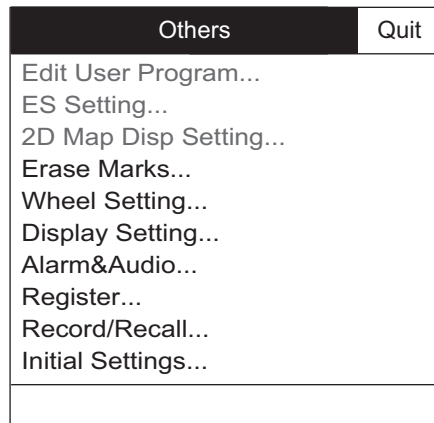 Others Quit
Edit User Program...
ES Setting...
2D Map Disp Setting...
Erase Marks...
Wheel Setting...
Display Setting...
Alarm&Audio...
Register...
Record/Recall...
Initial Settings...